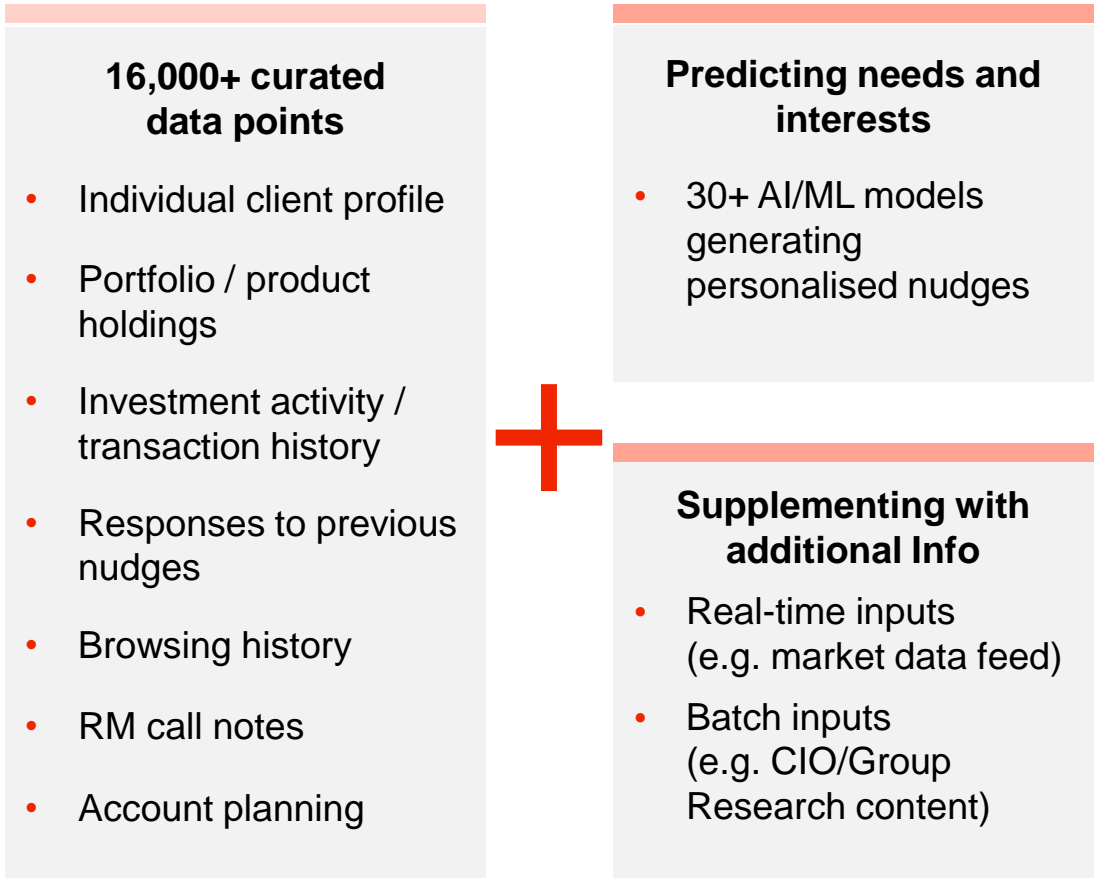 16,000+ curated
data points
• Individual client profile
• Portfolio / product
holdings
• Investment activity /
transaction history
• Responses to previous
nudges
• Browsing history
• RM call notes
• Account planning
+
Predicting needs and
interests
• 30+ AI/ML models
generating
personalised nudges
Supplementing with
additional Info
• Real-time inputs
(e.g. market data feed)
• Batch inputs
(e.g. CIO/Group
Research content)